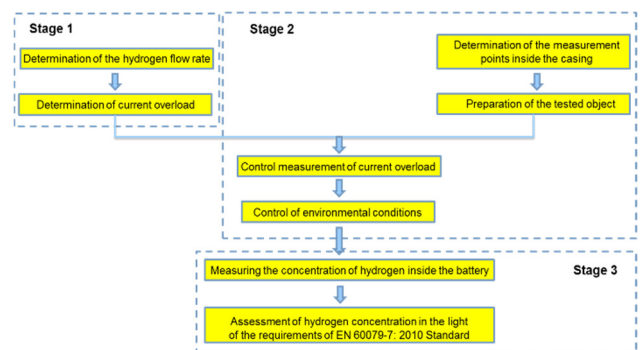 Stage 1
Determination of the hydrogen flow rate
Determination of current overload
Stage 2
Determination of the measurement
points inside the casing
Preparation of the tested object
Control measurement of current overload
Control of environmental conditions
Stage 3
Measuring the concentration of hydrogen inside the battery
Assessment of hydrogen concentration in the light
of the requirements of EN 60079-7: 2010 Standard